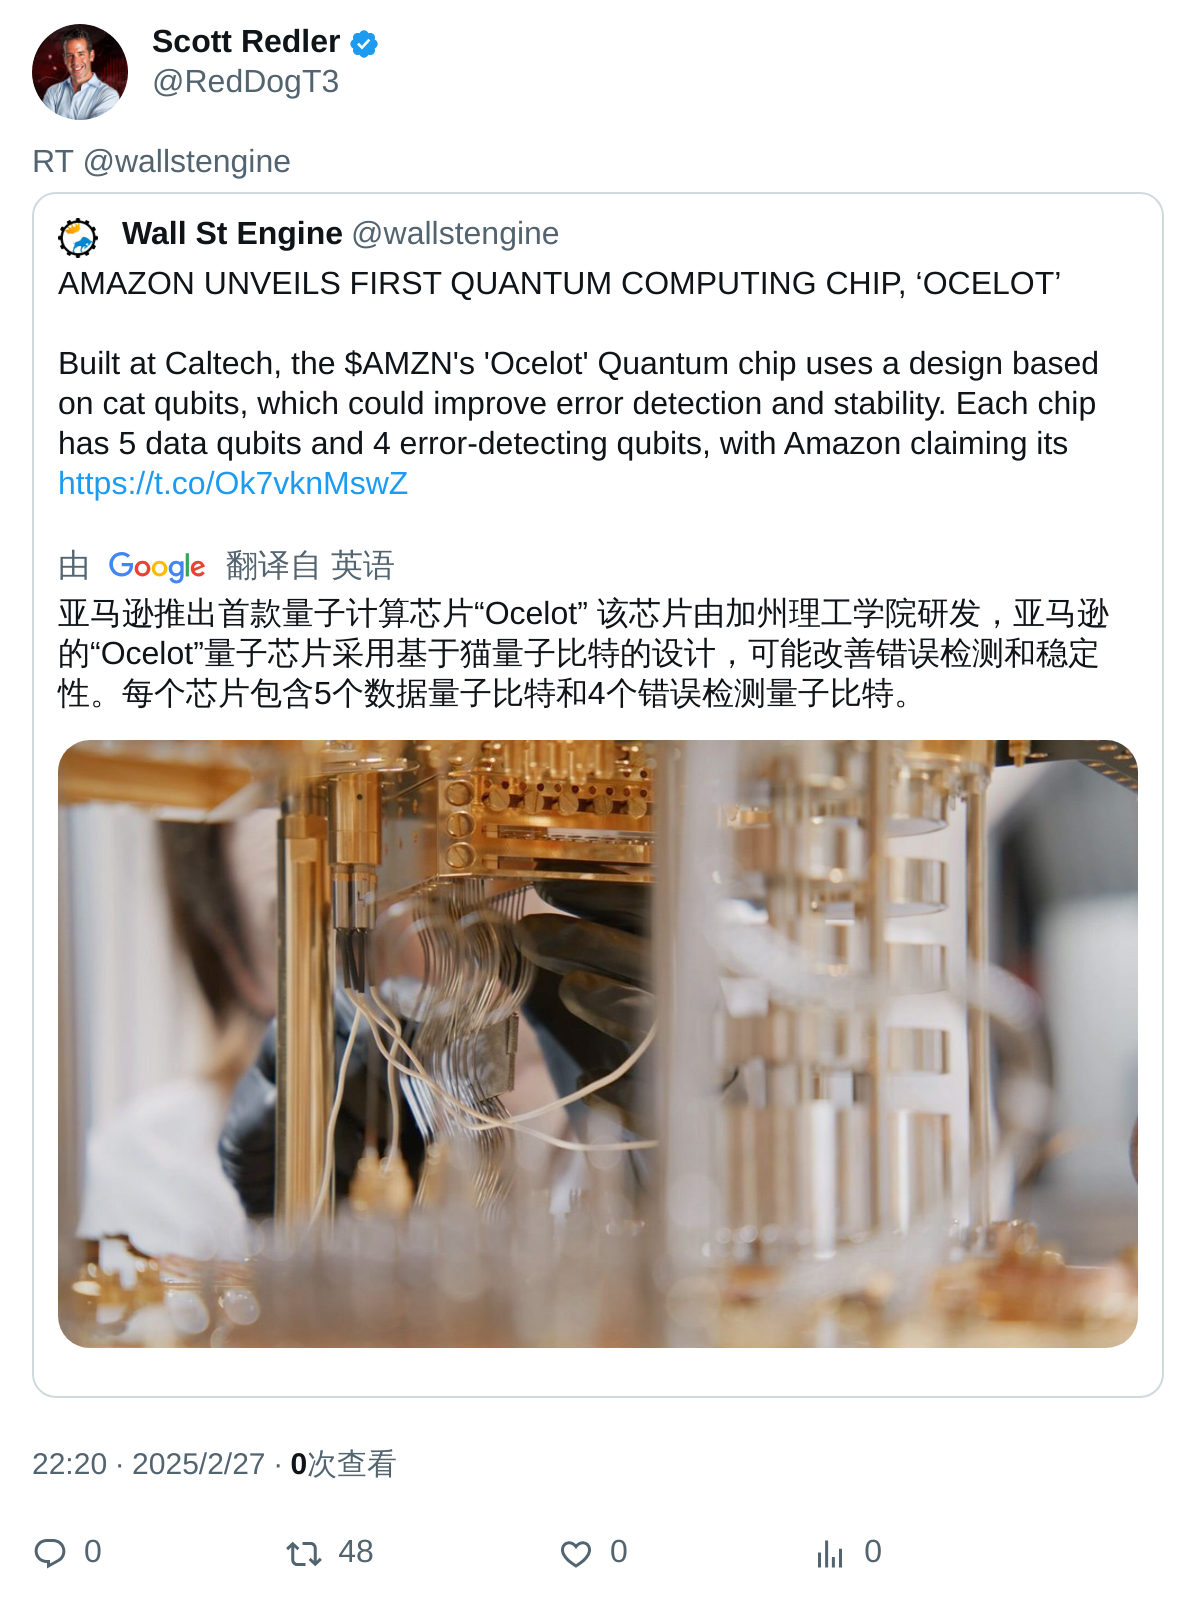 Scott Redler
@RedDogT3
RT @wallstengine
Wall St Engine @wallstengine
AMAZON UNVEILS FIRST QUANTUM COMPUTING CHIP, ‘OCELOT’
Built at Caltech, the $AMZN's 'Ocelot' Quantum chip uses a design based
on cat qubits, which could improve error detection and stability. Each chip
has 5 data qubits and 4 error-detecting qubits, with Amazon claiming its
https://t.co/Ok7vknMswZ
由 Google 翻译自 英语
亚马逊推出首款量子计算芯片“Ocelot” 该芯片由加州理工学院研发，亚马逊
的“Ocelot”量子芯片采用基于猫量子比特的设计，可能改善错误检测和稳定
性。每个芯片包含5个数据量子比特和4个错误检测量子比特。
22:20 · 2025/2/27 · 0次查看
0 48 0 0